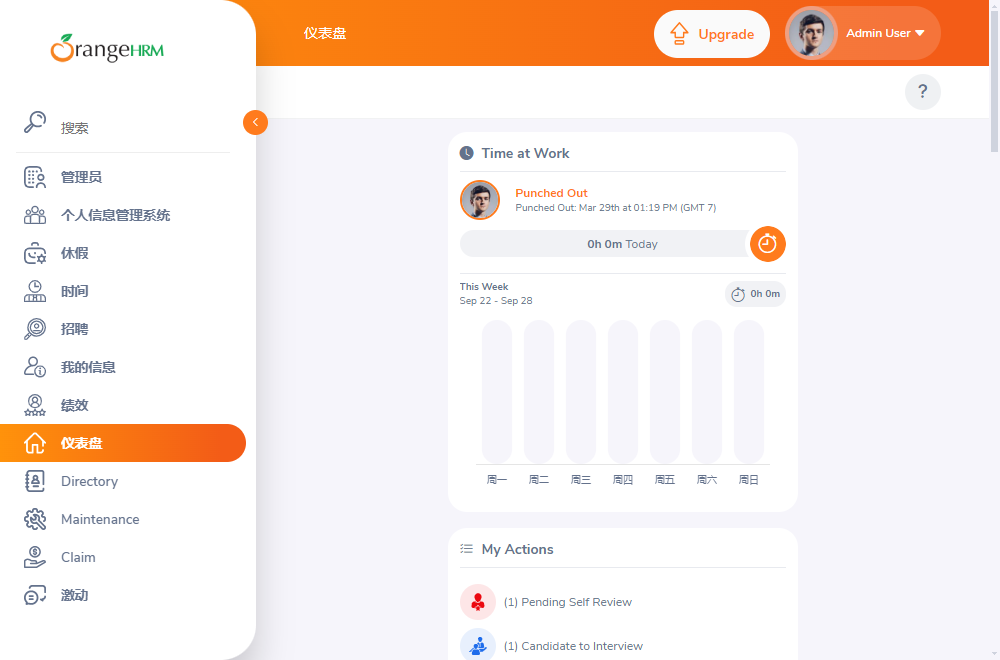 OrangeHRM
搜索
管理员
个人信息管理系统
休假
时间
招聘
我的信息
绩效
仪表盘
Directory
Maintenance
Claim
激动
仪表盘
Upgrade
Admin User
?
Time at Work
Punched Out
Punched Out: Mar 29th at 01:19 PM (GMT 7)
0h 0m Today
This Week
Sep 22 - Sep 28
0h 0m
周一 周二 周三 周四 周五 周六 周日
My Actions
(1) Pending Self Review
(1) Candidate to Interview